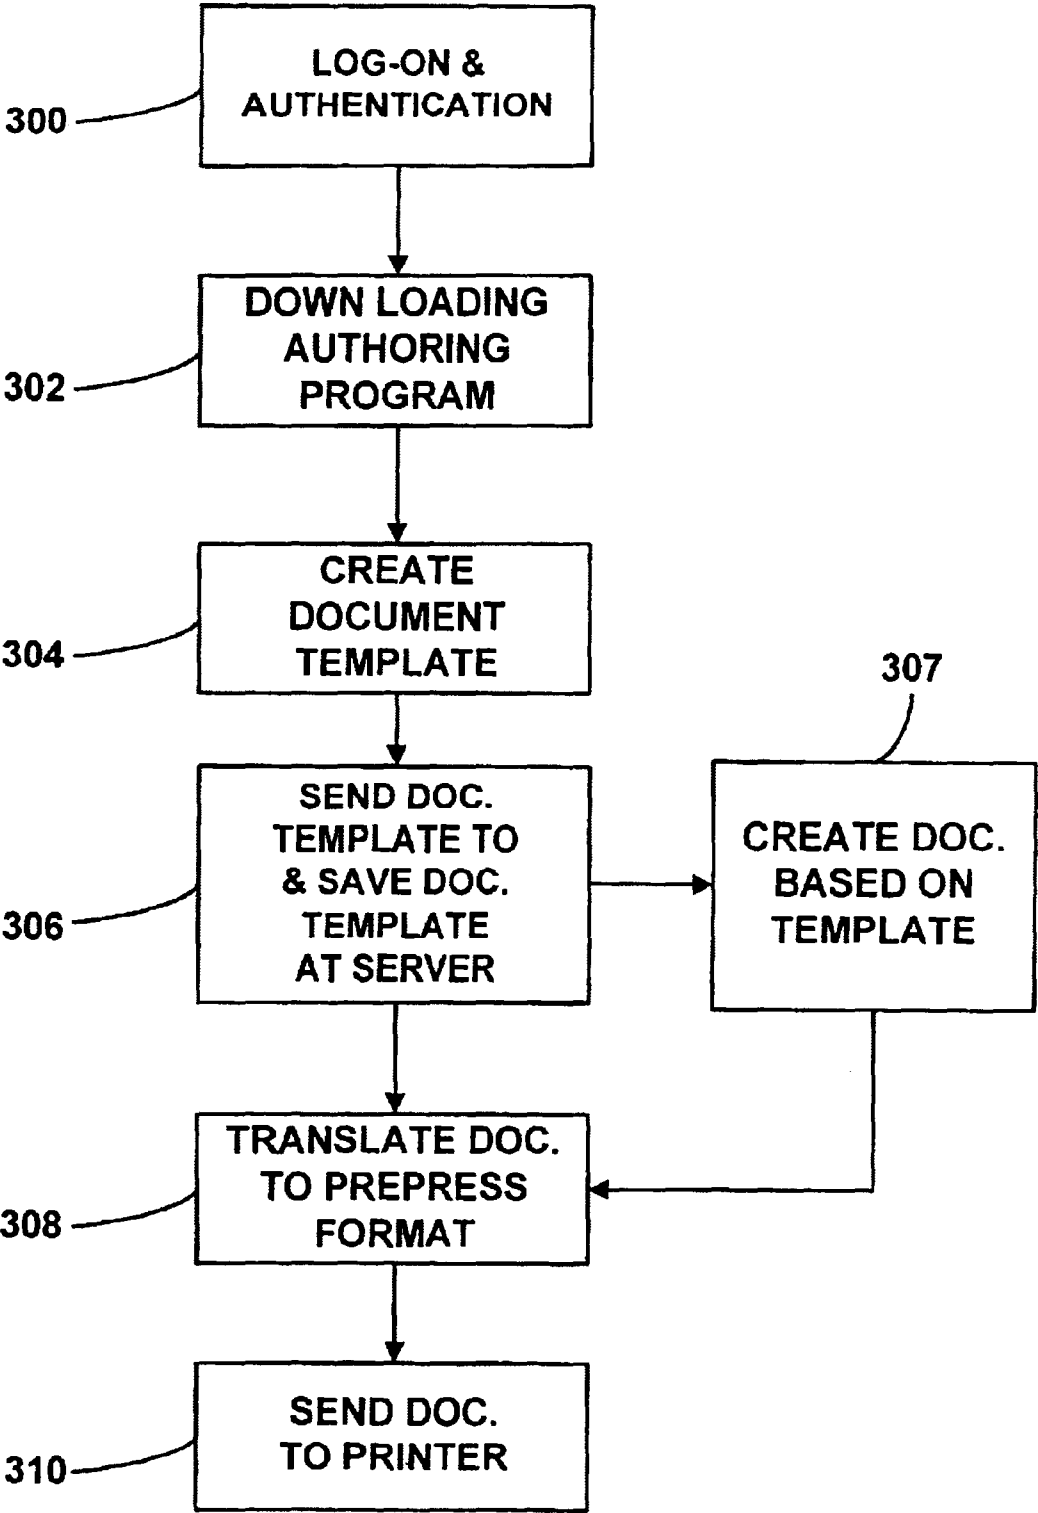 LOG-ON &
AUTHENTICATION
300
DOWN LOADING
AUTHORING
PROGRAM
302
CREATE
DOCUMENT
TEMPLATE
304
307
SEND DOC.
TEMPLATE TO
& SAVE DOC.
TEMPLATE
AT SERVER
306
CREATE DOC.
BASED ON
TEMPLATE
TRANSLATE DOC.
TO PREPRESS
FORMAT
308
SEND DOC.
TO PRINTER
310